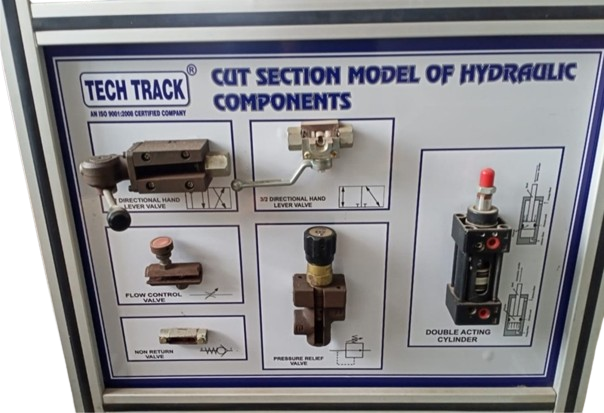 TECH TRACK®
AN ISO 9001:2008 CERTIFIED COMPANY
CUT SECTION MODEL OF HYDRAULIC
COMPONENTS
DIRECTIONAL HAND
LEVER VALVE
3/2 DIRECTIONAL HAND
LEVER VALVE
FLOW CONTROL
VALVE
NON RETURN
VALVE
PRESSURE RELIEF
VALVE
DOUBLE ACTING
CYLINDER